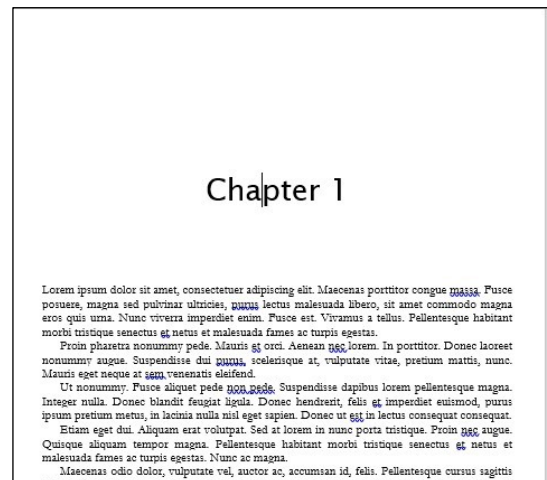 Chapter 1
Lorem ipsum dolor sit amet, consectetuer adipiscing elit. Maecenas porttitor congue massa. Fusce
posuere, magna sed pulvinar ultricies, purus lectus malesuada libero, sit amet commodo magna
eros quis urna. Nunc viverra imperdiet enim. Fusce est. Vivamus a tellus. Pellentesque habitant
morbi tristique senectus et netus et malesuada fames ac turpis egestas.
Proin pharetra nonummy pede. Mauris et orci. Aenean nec lorem. In porttitor. Donec laoreet
nonummy augue. Suspendisse dui purus, scelerisque at, vulputate vitae, pretium mattis, nunc.
Mauris eget neque at sem venenatis eleifend.
Ut nonummy. Fusce aliquet pede non pede. Suspendisse dapibus lorem pellentesque magna.
Integer nulla. Donec blandit feugiat ligula. Donec hendrerit, felis et imperdiet euismod, purus
ipsum pretium metus, in lacinia nulla nisl eget sapien. Donec ut est in lectus consequat consequat.
Etiam eget dui. Aliquam erat volutpat. Sed at lorem in nunc porta tristique. Proin nec augue.
Quisque aliquam tempor magna. Pellentesque habitant morbi tristique senectus et netus et
malesuada fames ac turpis egestas. Nunc ac magna.
Maecenas odio dolor, vulputate vel, auctor ac, accumsan id, felis. Pellentesque cursus sagittis